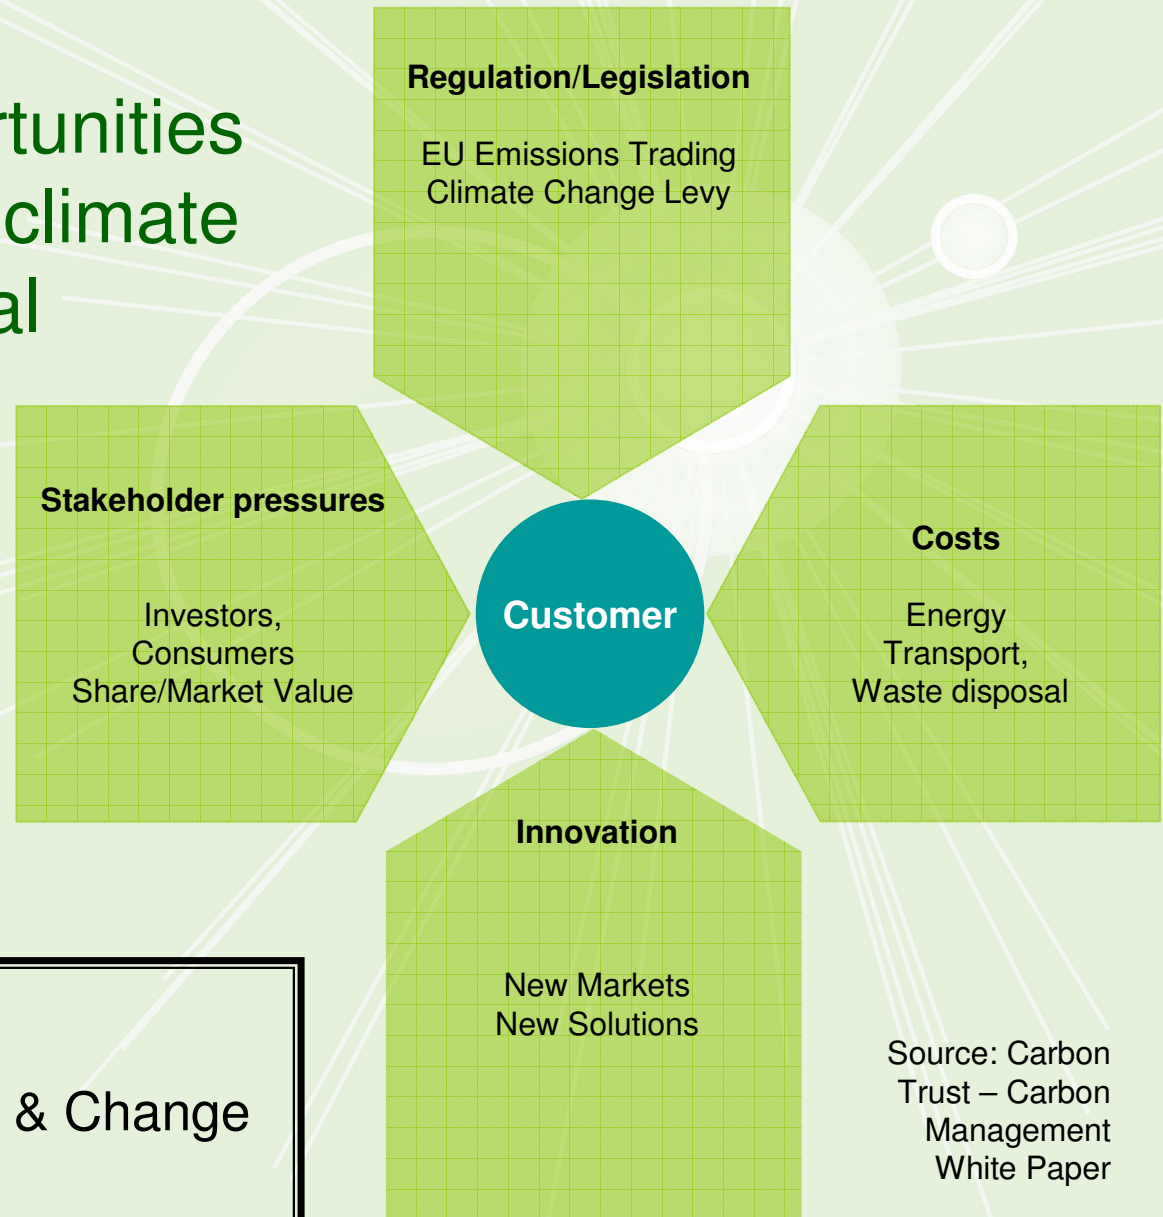 rtunities
climate
al
Regulation/Legislation
EU Emissions Trading
Climate Change Levy
Stakeholder pressures
Investors,
Consumers
Share/Market Value
Customer
Costs
Energy
Transport,
Waste disposal
Innovation
New Markets
New Solutions
& Change
Source: Carbon
Trust – Carbon
Management
White Paper